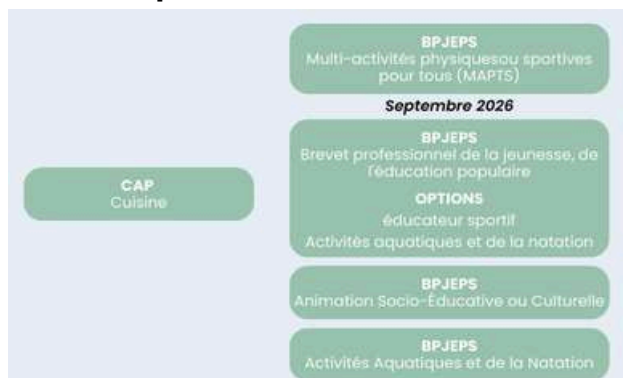 CAP
Cuisine
BPJEPS
Multi-activités physiquesou sportives
pour tous (MAPTS)
Septembre 2026
BPJEPS
Brevet professionnel de la jeunesse, de
l'éducation populaire
OPTIONS
éducateur sportif
Activités aquatiques et de la natation
BPJEPS
Animation Socio-Éducative ou Culturelle
BPJEPS
Activités Aquatiques et de la Natation